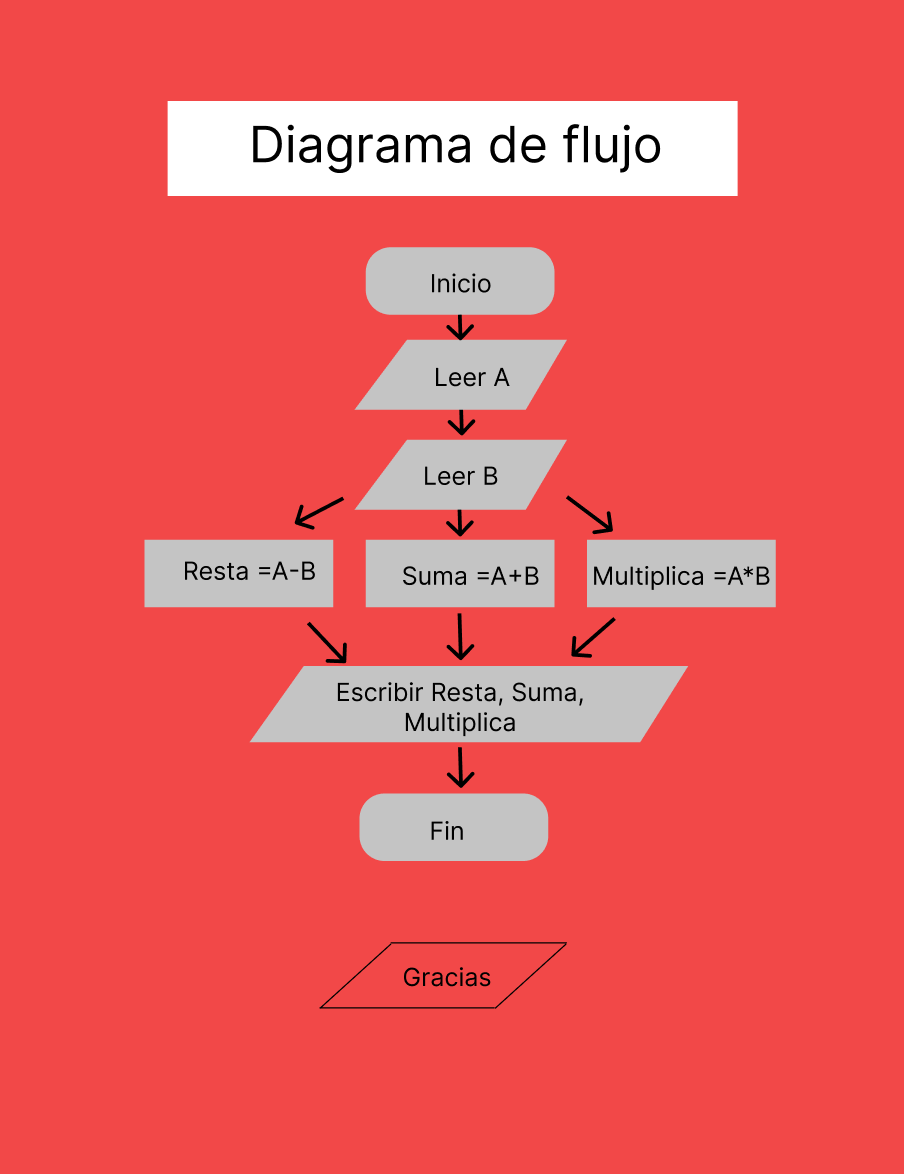 Diagrama de flujo
Inicio
Leer A
Leer B
Resta =A-B
Suma =A+B
Multiplica =A*B
Escribir Resta, Suma,
Multiplica
Fin
Gracias